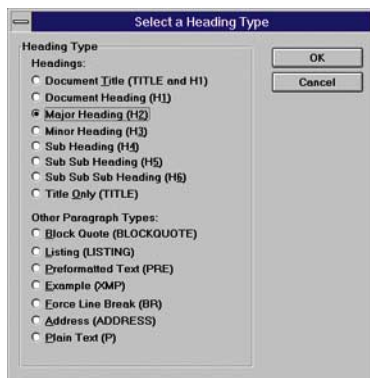 Select a Heading Type
Heading Type
Headings:
Document Title (TITLE and H1)
Document Heading (H1)
Major Heading (H2)
Minor Heading (H3)
Sub Heading (H4)
Sub Sub Heading (H5)
Sub Sub Sub Heading (H6)
Title Only (TITLE)
Other Paragraph Types:
Block Quote (BLOCKQUOTE)
Listing (LISTING)
Preformatted Text (PRE)
Example (XMP)
Force Line Break (BR)
Address (ADDRESS)
Plain Text (P)
OK
Cancel